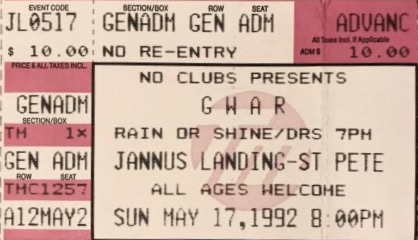 EVENT CODE SECTION/BOX ROW SEAT
JL0517 GENADM GEN ADM ADVANC
All Taxes Incl. If Applicable
$ 10.00 NO RE-ENTRY ADM$ 10.00
PRICE & ALL TAXES INCL.
NO CLUBS PRESENTS
GENADM GWAR
SECTION/BOX
TM 1x RAIN OR SHINE/DRS 7PM
GEN ADM JANNUS LANDING-ST PETE
ROW SEAT
TMC1257 ALL AGES WELCOME
A12MAY2 SUN MAY 17,1992 8:00PM